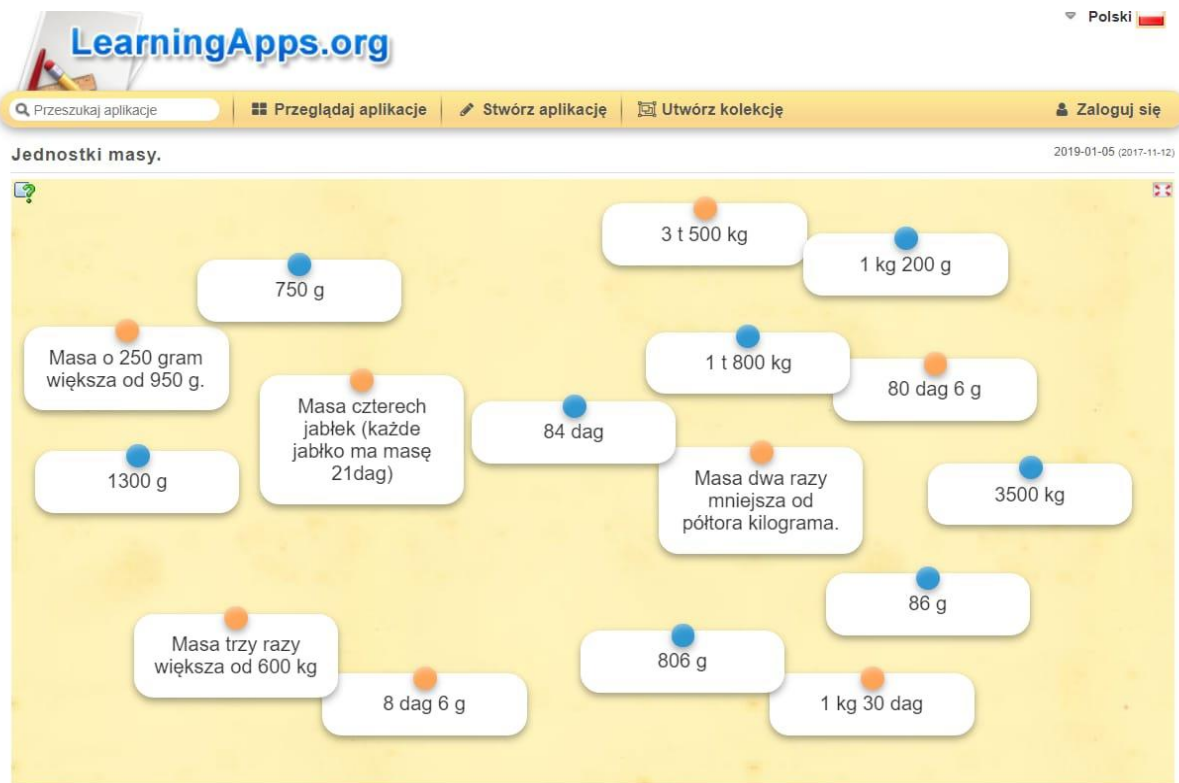 Polski
LearningApps.org
Przeszukaj aplikacje
Przeglądaj aplikacje
Stwórz aplikację
Utwórz kolekcję
Zaloguj się
Jednostki masy.
2019-01-05 (2017-11-12)
3 t 500 kg
1 kg 200 g
750 g
Masa o 250 gram
większa od 950 g.
1 t 800 kg
80 dag 6 g
Masa czterech
jabłek (każde
jabłko ma masę
21dag)
84 dag
1300 g
Masa dwa razy
mniejsza od
półtora kilograma.
3500 kg
86 g
Masa trzy razy
większa od 600 kg
806 g
8 dag 6 g
1 kg 30 dag